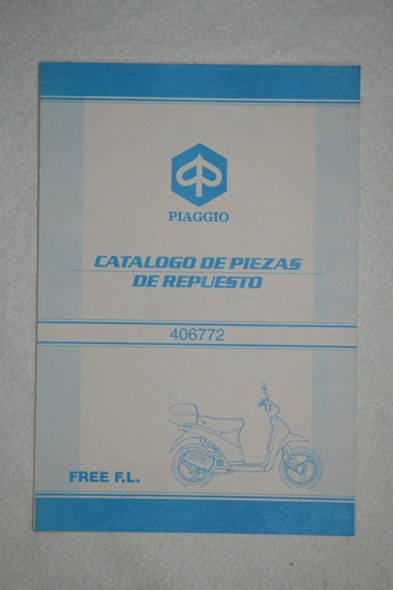 PIAGGIO
CATALOGO DE PIEZAS
DE REPUESTO
406772
FREE F.L.